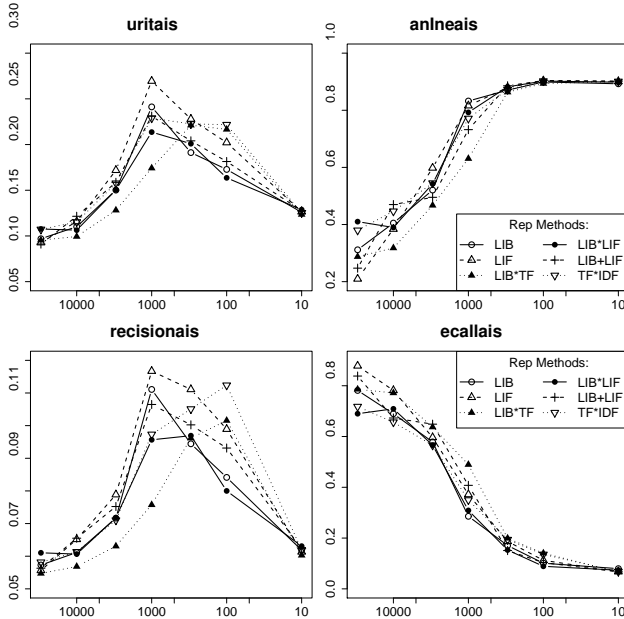 uritais
0.30
0.25
0.20
0.15
0.10
0.05
10000 1000 100 10
anlneais
1.0
0.8
0.6
0.4
0.2
Rep Methods:
LIB LIB*LIF
LIF LIB+LIF
LIB*TF TF*IDF
10000 1000 100 10
recisionais
0.11
0.09
0.07
0.05
10000 1000 100 10
ecallais
0.8
0.6
0.4
0.2
0.0
Rep Methods:
LIB LIB*LIF
LIF LIB+LIF
LIB*TF TF*IDF
10000 1000 100 10